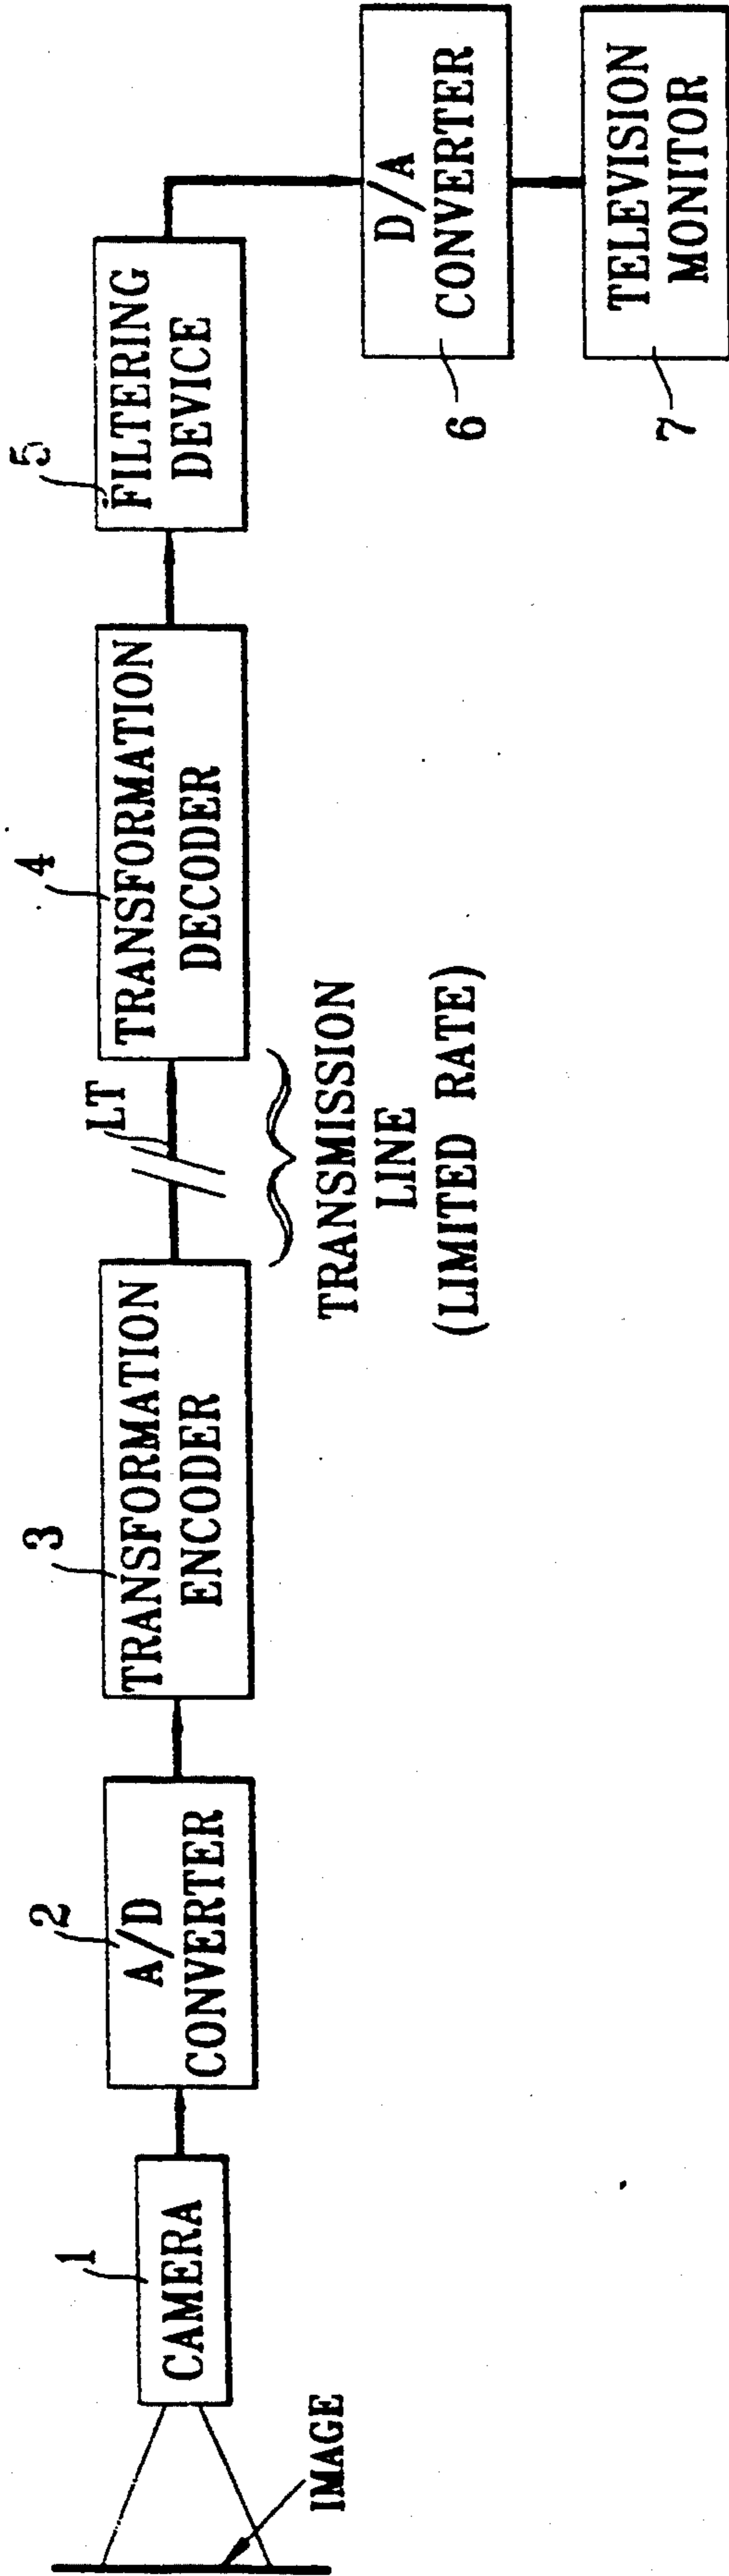 IMAGE
1
CAMERA
2
A/D
CONVERTER
3
TRANSFORMATION
ENCODER
LT
TRANSMISSION
LINE
(LIMITED RATE)
4
TRANSFORMATION
DECODER
5
FILTERING
DEVICE
6
D/A
CONVERTER
7
TELEVISION
MONITOR